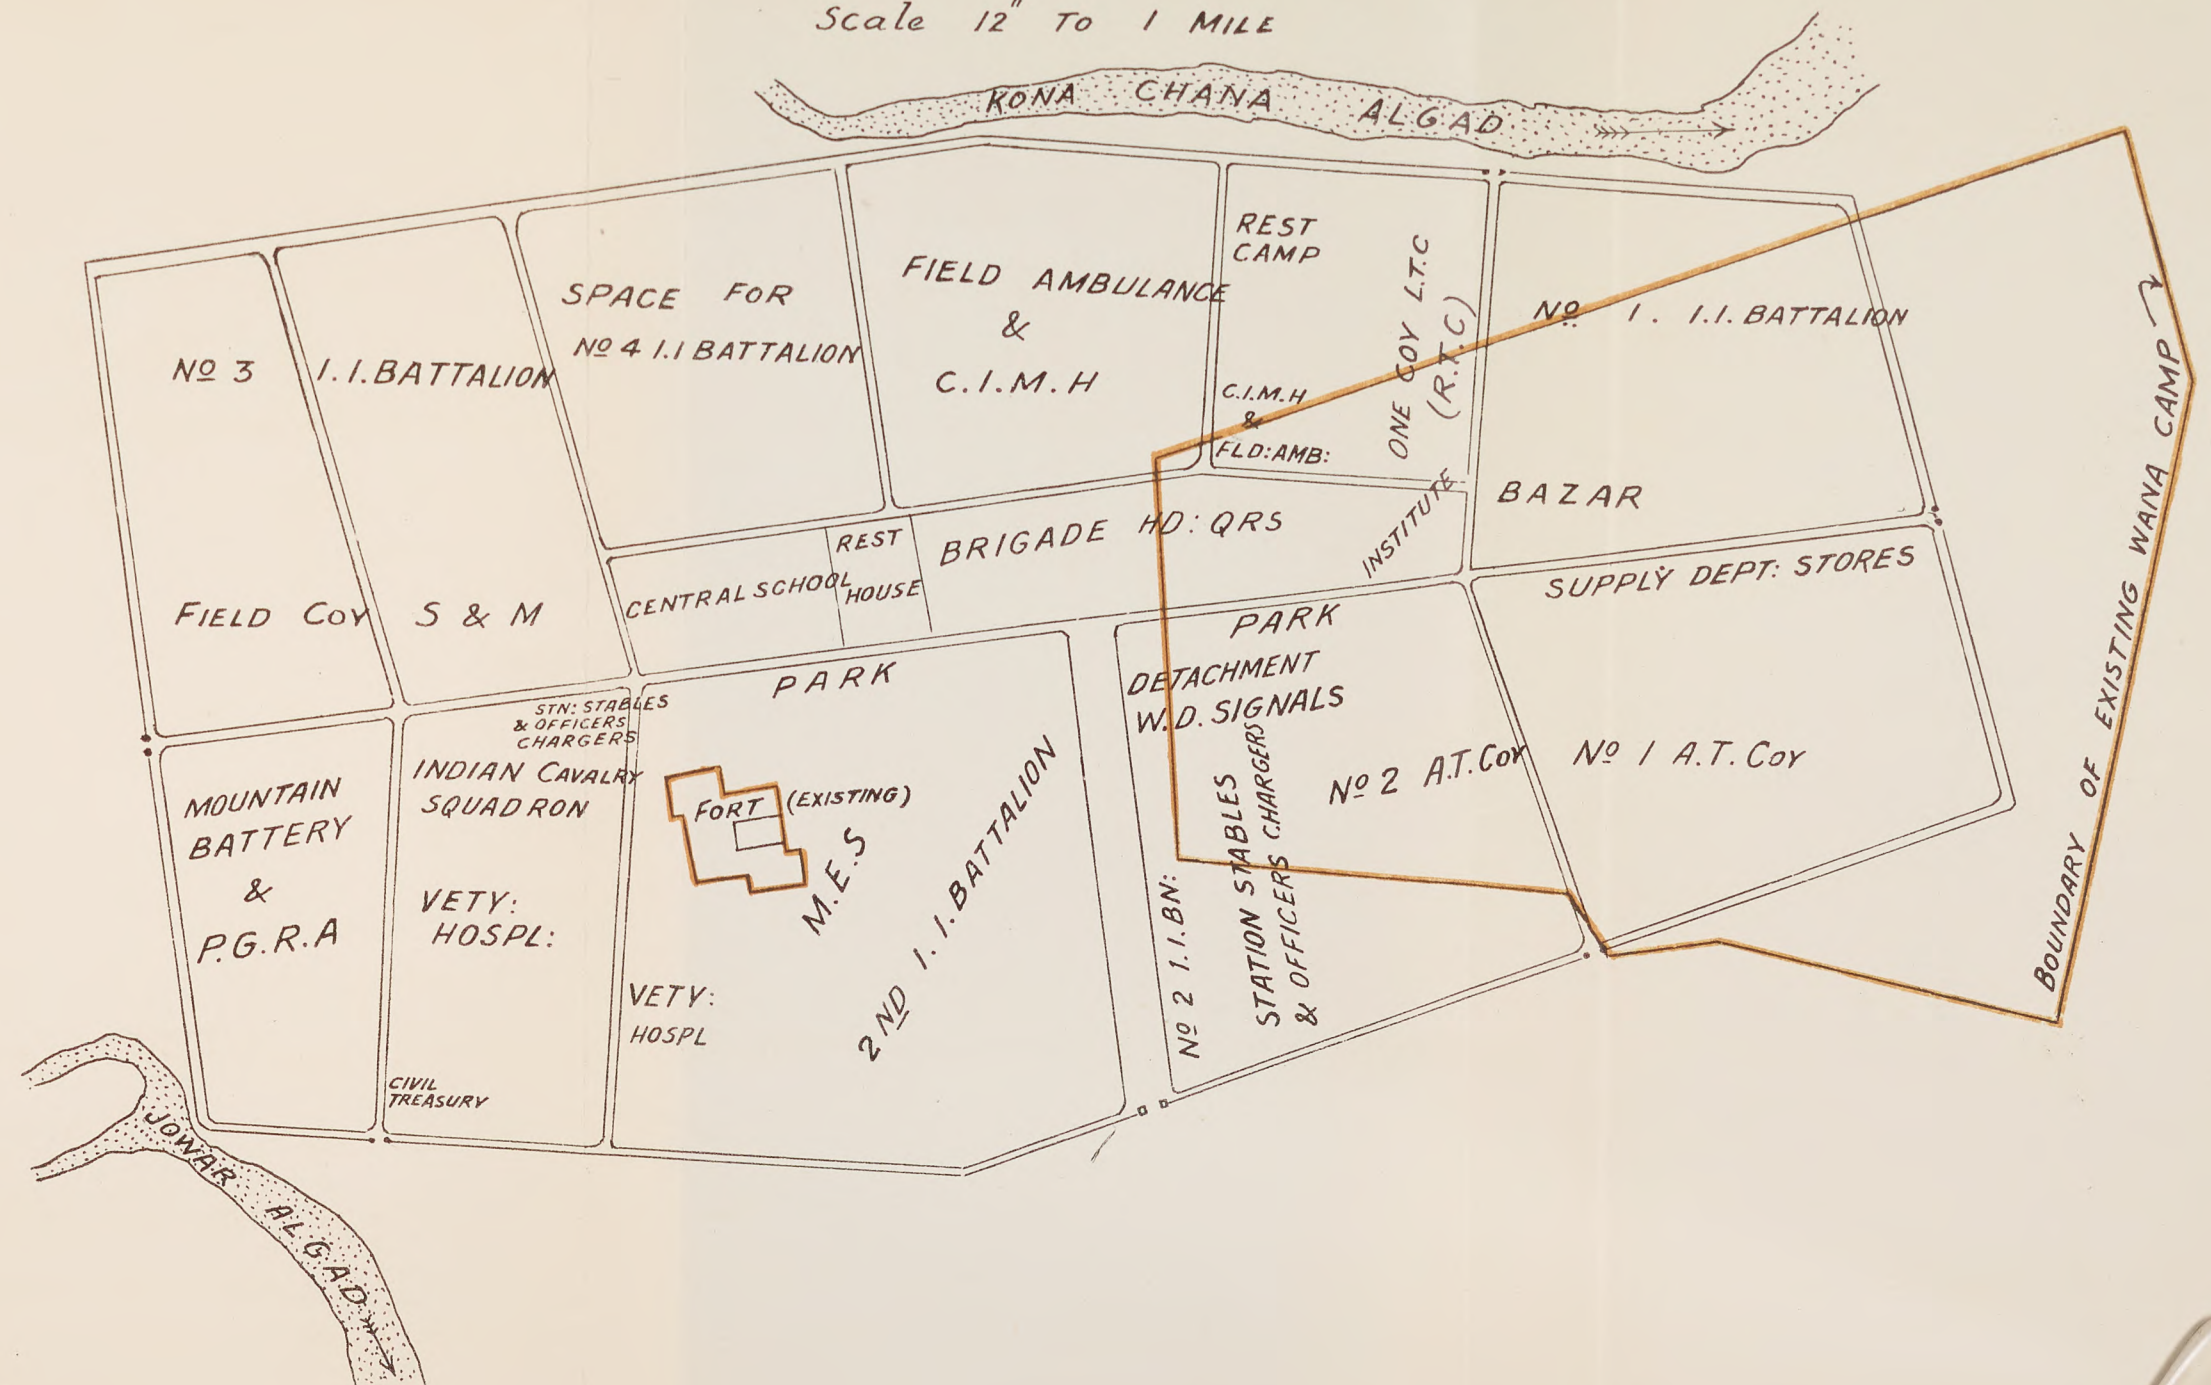 Scale 12" TO 1 MILE
KONA CHANA ALGAD
REST
CAMP
ONE COY L.T.C
(R.T.C)
FIELD AMBULANCE
&
C.I.M.H
SPACE FOR
Nº 4 I.I BATTALION
Nº 1. I.I. BATTALION
Nº 3 I.I. BATTALION
C.I.M.H
&
FLD: AMB:
INSTITUTE
BAZAR
BRIGADE HD: QRS
REST
HOUSE
CENTRAL SCHOOL
SUPPLY DEPT: STORES
FIELD COY S & M
PARK
PARK
DETACHMENT
W.D. SIGNALS
STN: STABLES
& OFFICERS
CHARGERS
INDIAN CAVALRY
SQUADRON
MOUNTAIN
BATTERY
&
P.G.R.A
FORT (EXISTING)
M.E.S
2ND I.I. BATTALION
Nº 2 A.T. COY
Nº 1 A.T. COY
STATION STABLES
& OFFICERS CHARGERS
Nº 2 I.I. BN:
VETY:
HOSPL:
VETY:
HOSPL
CIVIL
TREASURY
BOUNDARY OF EXISTING WANA CAMP
JOWAR ALGAD